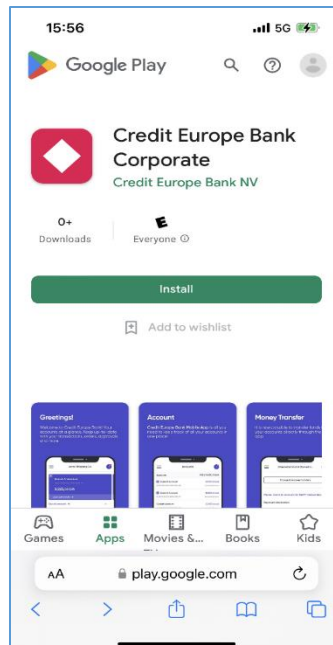 15:56
5G
Google Play
Credit Europe Bank
Corporate
Credit Europe Bank NV
0+
Downloads
E
Everyone
Install
Add to wishlist
Greetings!
Account
Money Transfer
Games
Apps
Movies &...
Books
Kids
AA
play.google.com